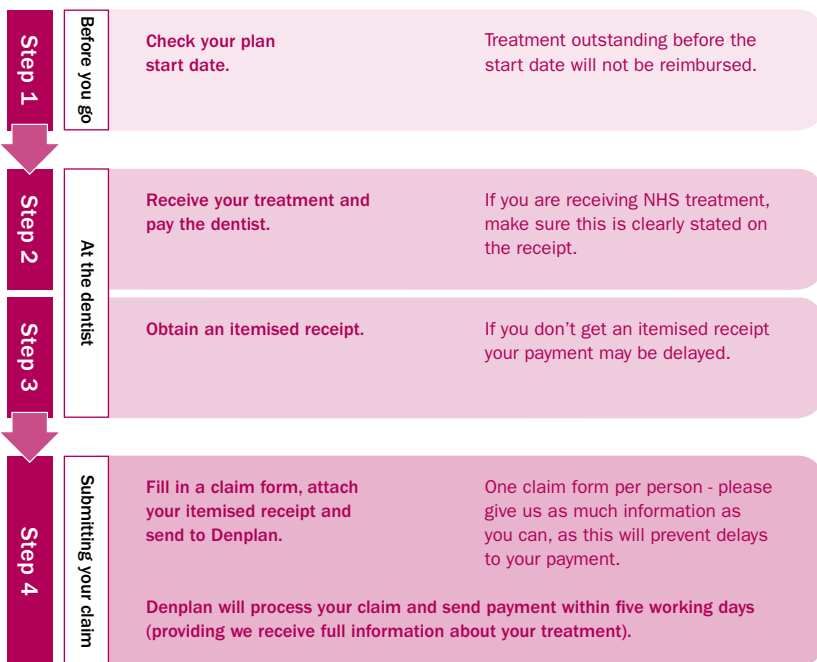 Step 1
Before you go
Check your plan
start date.
Treatment outstanding before the
start date will not be reimbursed.
Step 2
At the dentist
Receive your treatment and
pay the dentist.
If you are receiving NHS treatment,
make sure this is clearly stated on
the receipt.
Step 3
Obtain an itemised receipt.
If you don't get an itemised receipt
your payment may be delayed.
Step 4
Submitting your claim
Fill in a claim form, attach
your itemised receipt and
send to Denplan.
One claim form per person - please
give us as much information as
you can, as this will prevent delays
to your payment.
Denplan will process your claim and send payment within five working days
(providing we receive full information about your treatment).